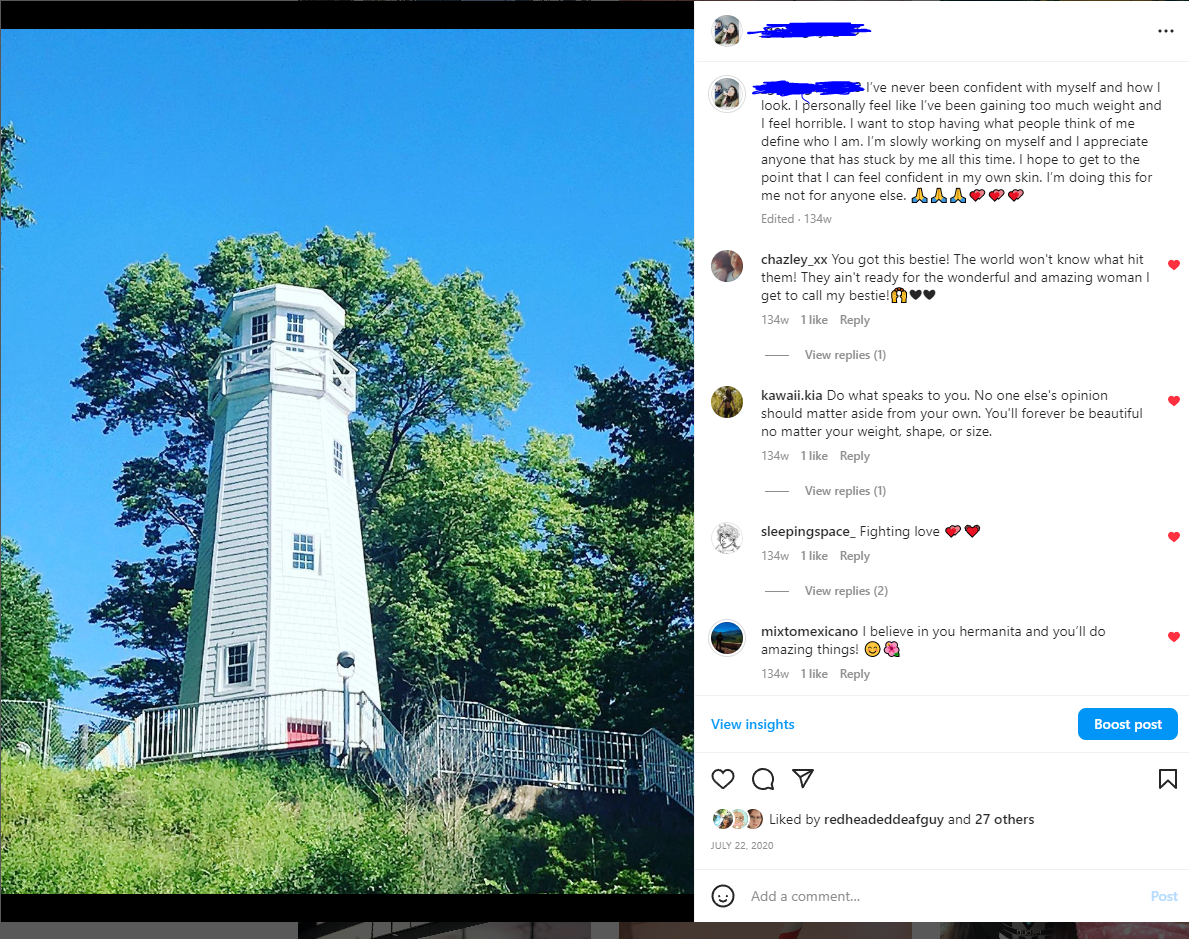 I've never been confident with myself and how I
look. I personally feel like I've been gaining too much weight and
I feel horrible. I want to stop having what people think of me
define who I am. I'm slowly working on myself and I appreciate
anyone that has stuck by me all this time. I hope to get to the
point that I can feel confident in my own skin. I'm doing this for
me not for anyone else. 🙏🙏🙏💞💞💞
Edited · 134w
chazley_xx You got this bestie! The world won't know what hit
them! They ain't ready for the wonderful and amazing woman I
get to call my bestie!🙆🖤🖤
134w 1 like Reply
View replies (1)
kawaii.kia Do what speaks to you. No one else's opinion
should matter aside from your own. You'll forever be beautiful
no matter your weight, shape, or size.
134w 1 like Reply
View replies (1)
sleepingspace_ Fighting love 💞❤️
134w 1 like Reply
View replies (2)
mixtomexicano I believe in you hermanita and you'll do
amazing things! 😊🌺
134w 1 like Reply
View insights
Boost post
Liked by redheadeddeafguy and 27 others
JULY 22, 2020
Add a comment...
Post